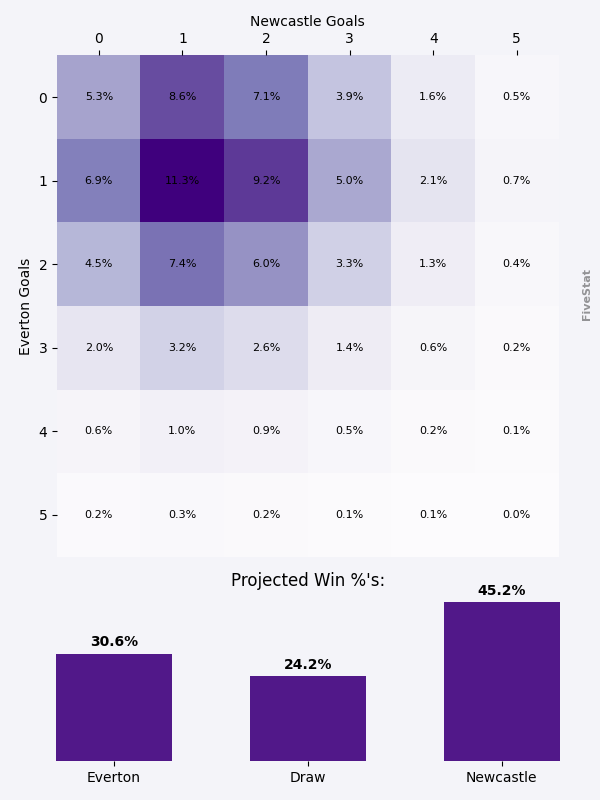 Newcastle Goals
0 1 2 3 4 5
0 5.3% 8.6% 7.1% 3.9% 1.6% 0.5%
1 6.9% 11.3% 9.2% 5.0% 2.1% 0.7%
2 4.5% 7.4% 6.0% 3.3% 1.3% 0.4%
3 2.0% 3.2% 2.6% 1.4% 0.6% 0.2%
4 0.6% 1.0% 0.9% 0.5% 0.2% 0.1%
5 0.2% 0.3% 0.2% 0.1% 0.1% 0.0%
Everton Goals
FiveStat
Projected Win %'s:
30.6% 24.2% 45.2%
Everton Draw Newcastle